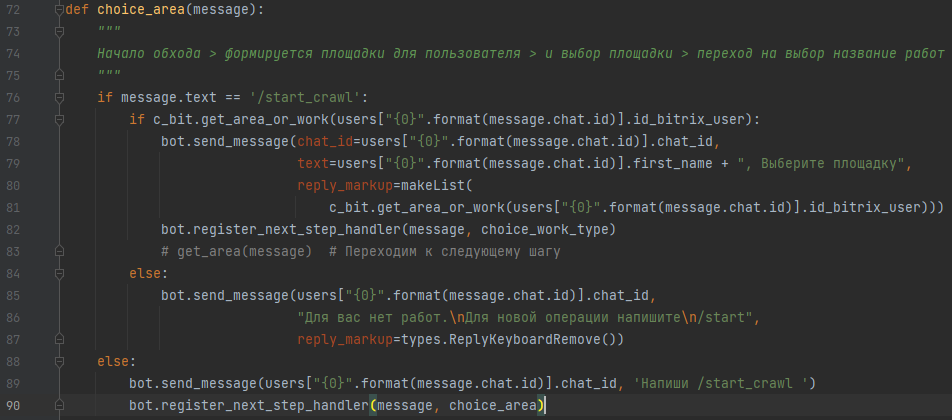 72 def choice_area(message):
73     """
74     Начало обхода > формируется площадки для пользователя > и выбор площадки > переход на выбор название работ
75     """
76     if message.text == '/start_crawl':
77         if c_bit.get_area_or_work(users["{0}".format(message.chat.id)].id_bitrix_user):
78             bot.send_message(chat_id=users["{0}".format(message.chat.id)].chat_id,
79                              text=users["{0}".format(message.chat.id)].first_name + ", Выберите площадку",
80                              reply_markup=makeList(
81                                  c_bit.get_area_or_work(users["{0}".format(message.chat.id)].id_bitrix_user)))
82             bot.register_next_step_handler(message, choice_work_type)
83             # get_area(message)  # Переходим к следующему шагу
84         else:
85             bot.send_message(users["{0}".format(message.chat.id)].chat_id,
86                              "Для вас нет работ.\nДля новой операции напишите\n/start",
87                              reply_markup=types.ReplyKeyboardRemove())
88     else:
89         bot.send_message(users["{0}".format(message.chat.id)].chat_id, 'Напиши /start_crawl ')
90         bot.register_next_step_handler(message, choice_area)